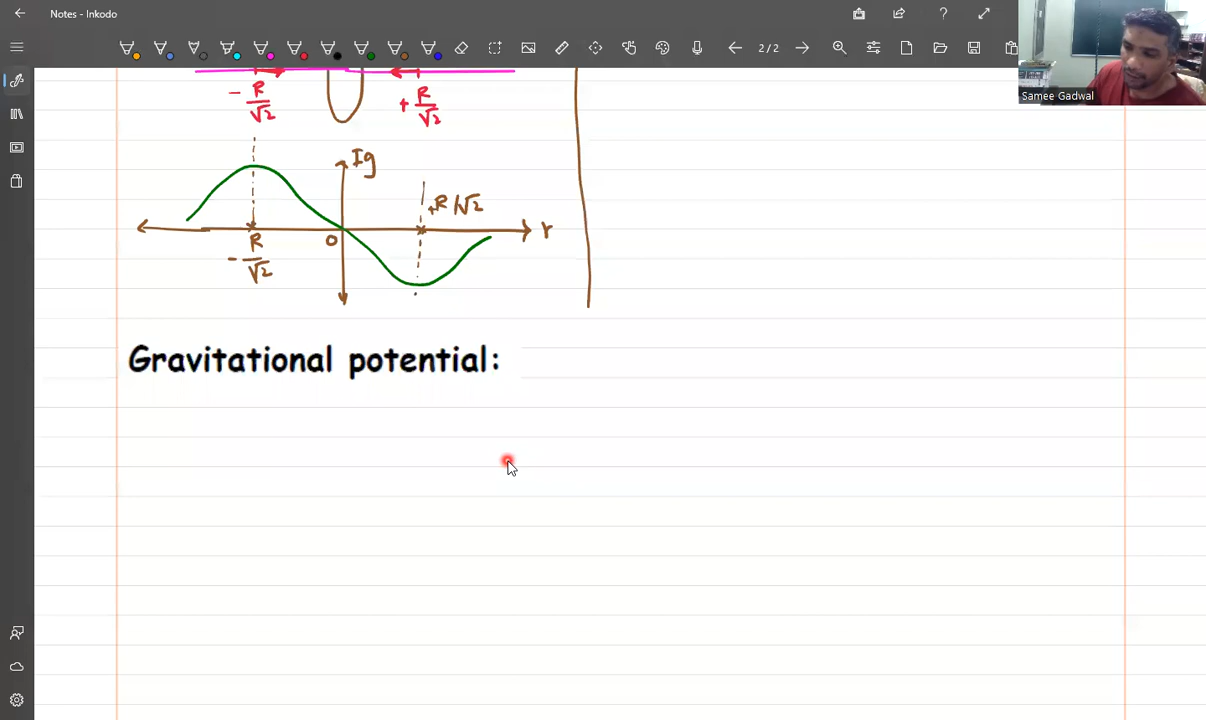 Notes - Inkodo
2/2
Samee Gadwal
- R/√2
+ R/√2
Ig
+R/√2
0
r
- R/√2
Gravitational potential: